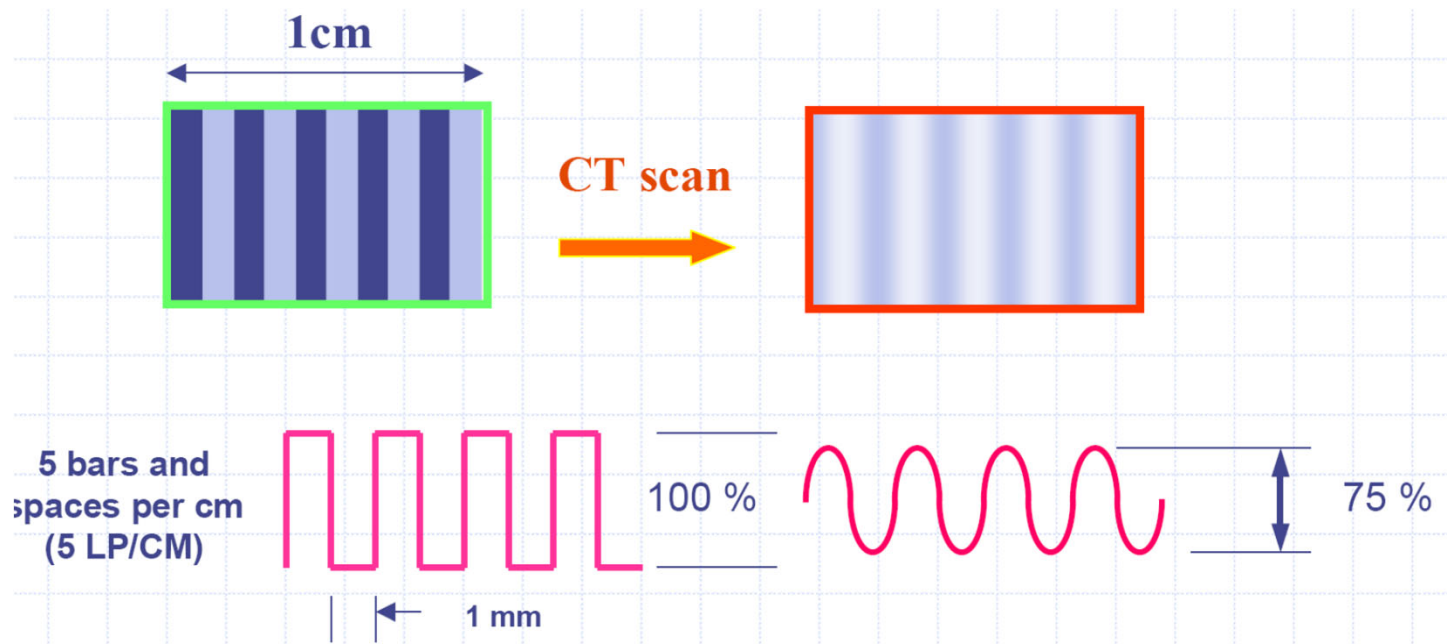 1cm
CT scan
5 bars and
spaces per cm
(5 LP/CM)
100 %
75 %
1 mm